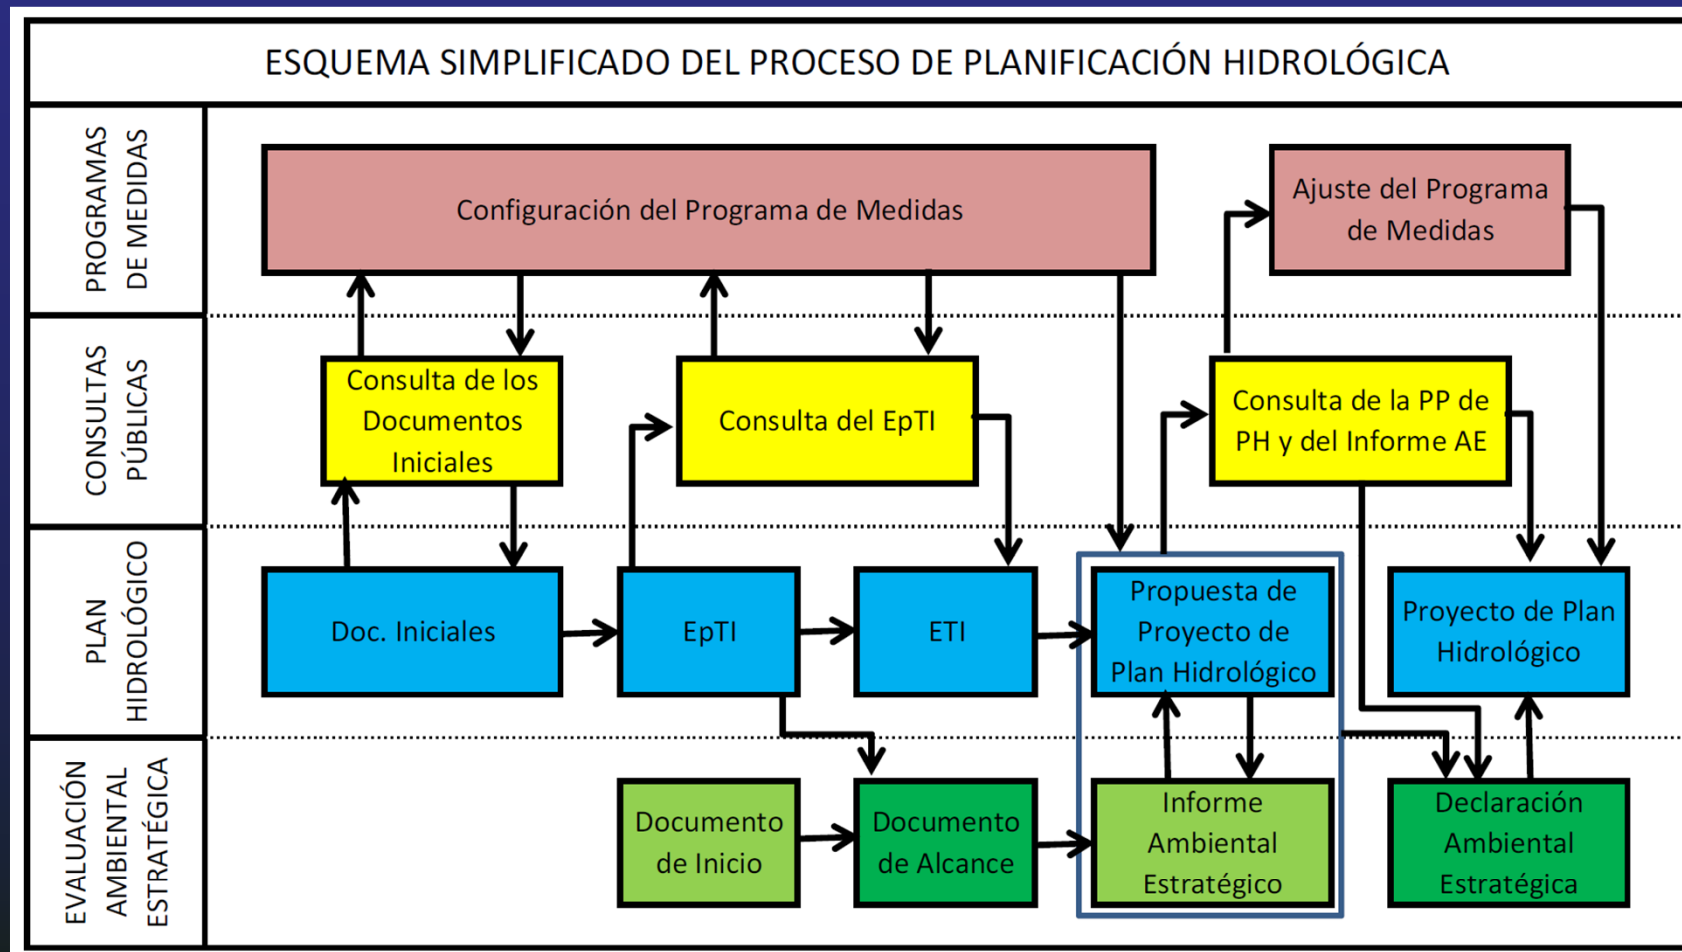 ESQUEMA SIMPLIFICADO DEL PROCESO DE PLANIFICACIÓN HIDROLÓGICA
PROGRAMAS
DE MEDIDAS
Configuración del Programa de Medidas
Ajuste del Programa
de Medidas
CONSULTAS
PÚBLICAS
Consulta de los
Documentos
Iniciales
Consulta del EpTI
Consulta de la PP de
PH y del Informe AE
PLAN
HIDROLÓGICO
Doc. Iniciales
EpTI
ETI
Propuesta de
Proyecto de
Plan Hidrológico
Proyecto de Plan
Hidrológico
EVALUACIÓN
AMBIENTAL
ESTRATÉGICA
Documento
de Inicio
Documento
de Alcance
Informe
Ambiental
Estratégico
Declaración
Ambiental
Estratégica